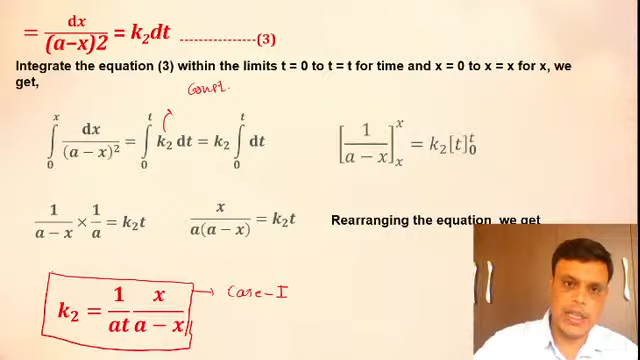 = dx/(a−x)2 = k₂dt ---------------(3)
Integrate the equation (3) within the limits t = 0 to t = t for time and x = 0 to x = x for x, we
get,
const.
∫₀ˣ dx/(a − x)² = ∫₀ᵗ k₂ dt = k₂ ∫₀ᵗ dt
[1/(a − x)]ₓˣ = k₂[t]₀ᵗ
1/(a − x) × 1/a = k₂t
x/(a(a − x)) = k₂t
Rearranging the equation, we get
k₂ = 1/at x/(a − x)
→ Case-I